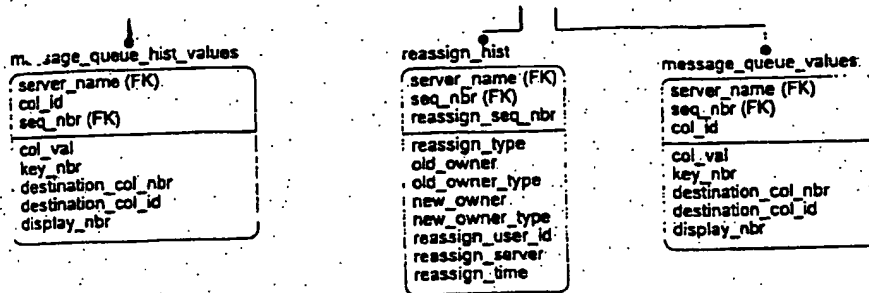 message_queue_hist_values
server_name (FK)
col_id
seq_nbr (FK)
col_val
key_nbr
destination_col_nbr
destination_col_id
display_nbr
reassign_hist
server_name (FK)
seq_nbr (FK)
reassign_seq_nbr
reassign_type
old_owner
old_owner_type
new_owner
new_owner_type
reassign_user_id
reassign_server
reassign_time
message_queue_values
server_name (FK)
seq_nbr (FK)
col_id
col_val
key_nbr
destination_col_nbr
destination_col_id
display_nbr